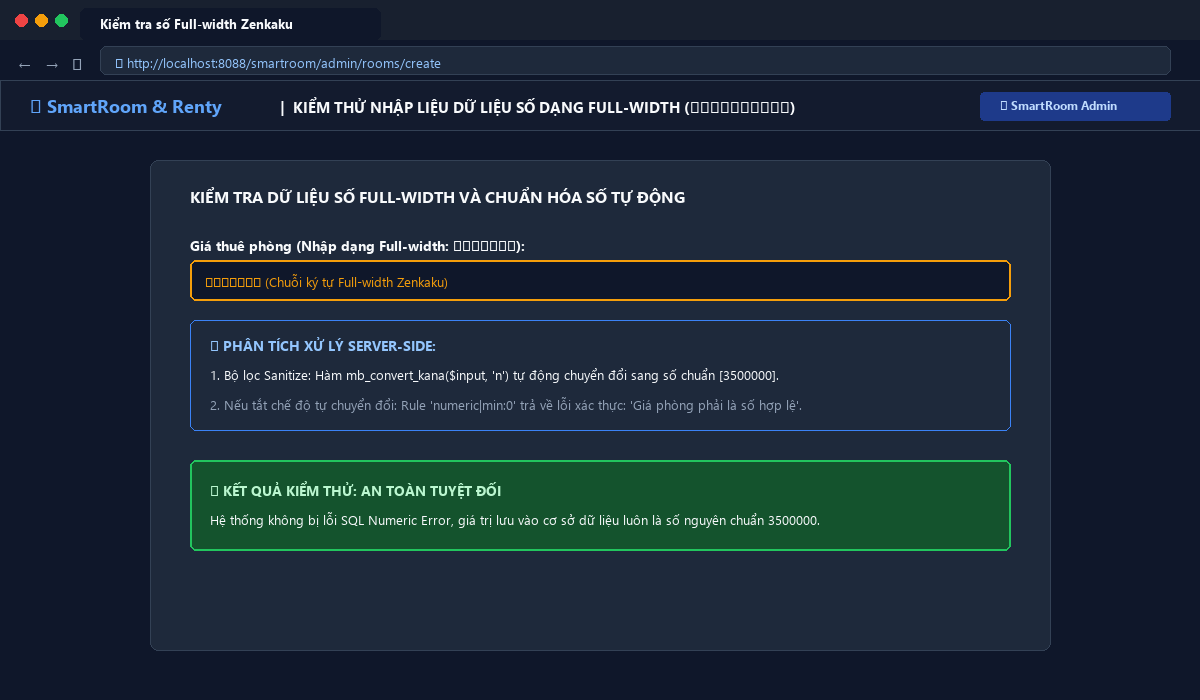 Kiểm tra số Full-width Zenkaku
http://localhost:8088/smartroom/admin/rooms/create
SmartRoom & Renty
| KIỂM THỬ NHẬP LIỆU DỮ LIỆU SỐ DẠNG FULL-WIDTH (□□□□□□□□□□)
SmartRoom Admin
KIỂM TRA DỮ LIỆU SỐ FULL-WIDTH VÀ CHUẨN HÓA SỐ TỰ ĐỘNG
Giá thuê phòng (Nhập dạng Full-width: □□□□□□□):
□□□□□□□ (Chuỗi ký tự Full-width Zenkaku)
PHÂN TÍCH XỬ LÝ SERVER-SIDE:
1. Bộ lọc Sanitize: Hàm mb_convert_kana($input, 'n') tự động chuyển đổi sang số chuẩn [3500000].
2. Nếu tắt chế độ tự chuyển đổi: Rule 'numeric|min:0' trả về lỗi xác thực: 'Giá phòng phải là số hợp lệ'.
KẾT QUẢ KIỂM THỬ: AN TOÀN TUYỆT ĐỐI
Hệ thống không bị lỗi SQL Numeric Error, giá trị lưu vào cơ sở dữ liệu luôn là số nguyên chuẩn 3500000.